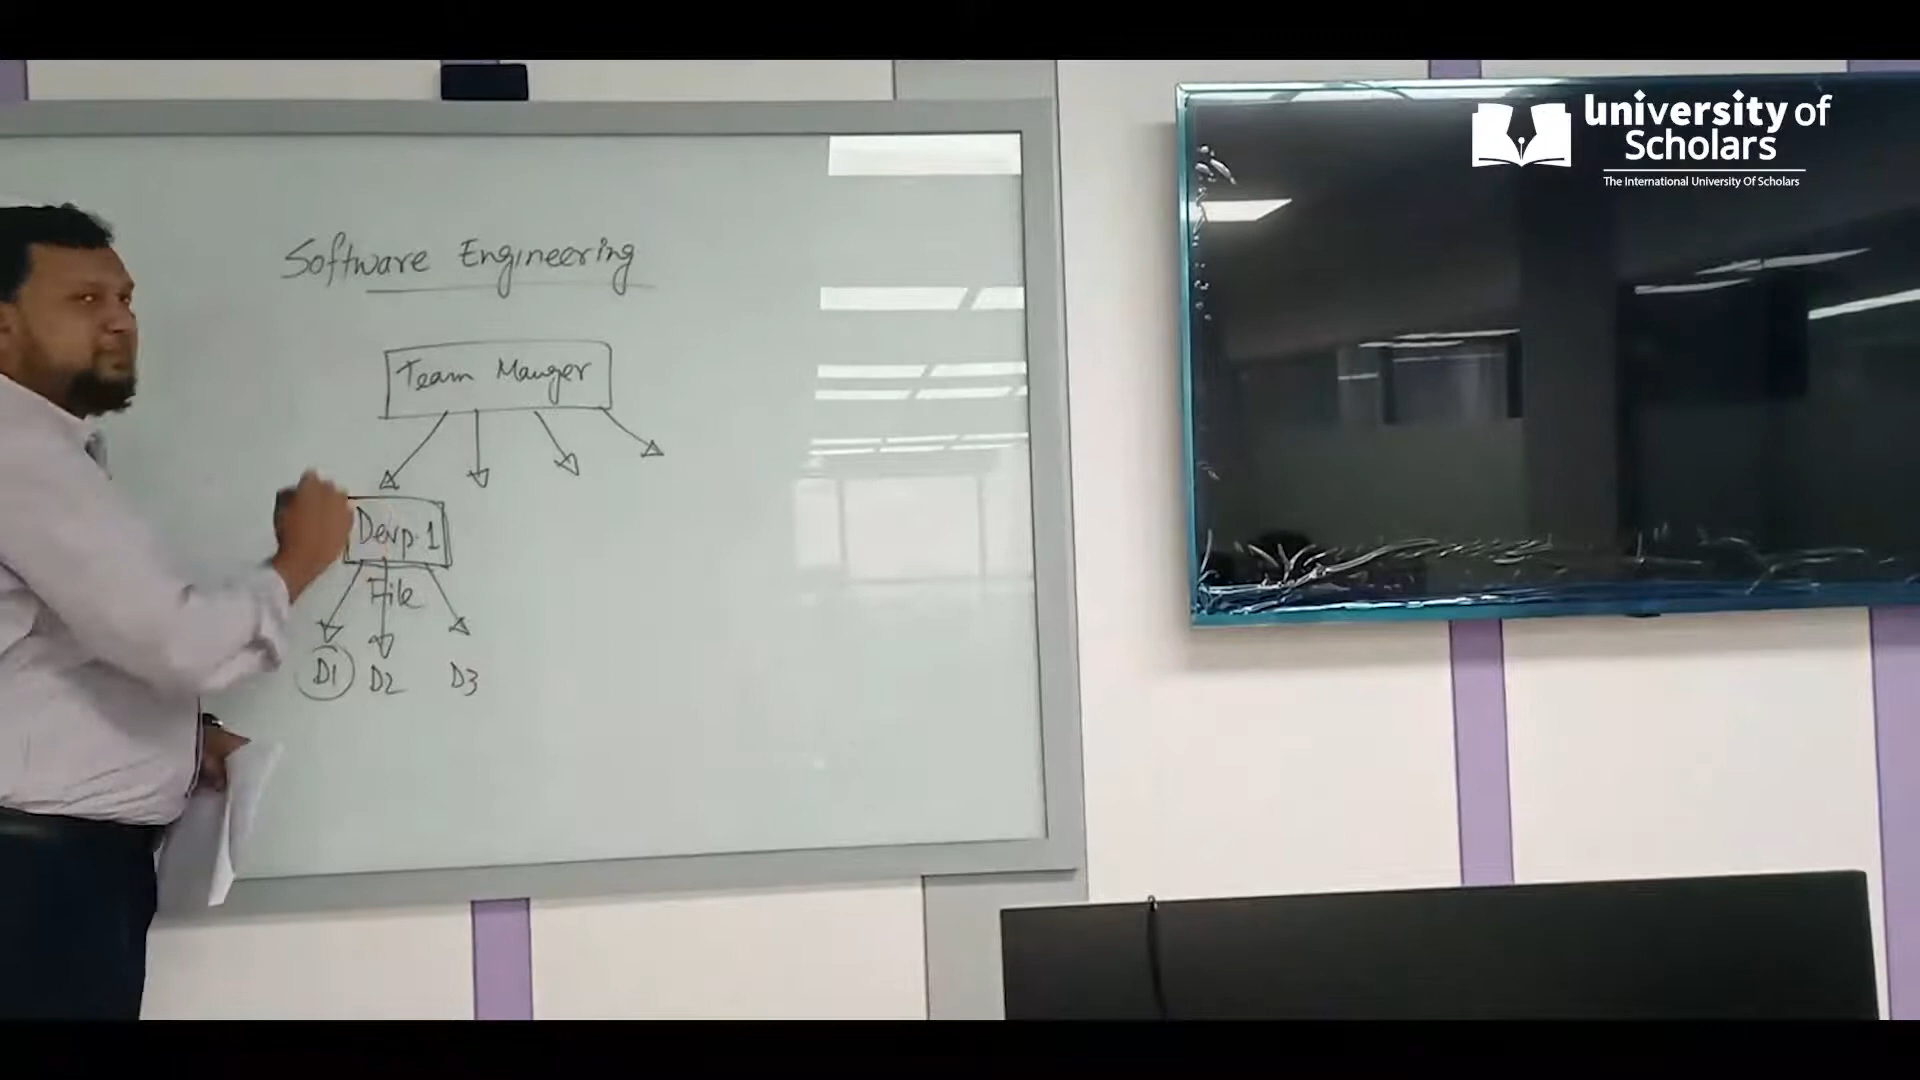 University of
Scholars
The International University Of Scholars
Software Engineering
Team Manger
Devp. 1
File
D1 D2 D3